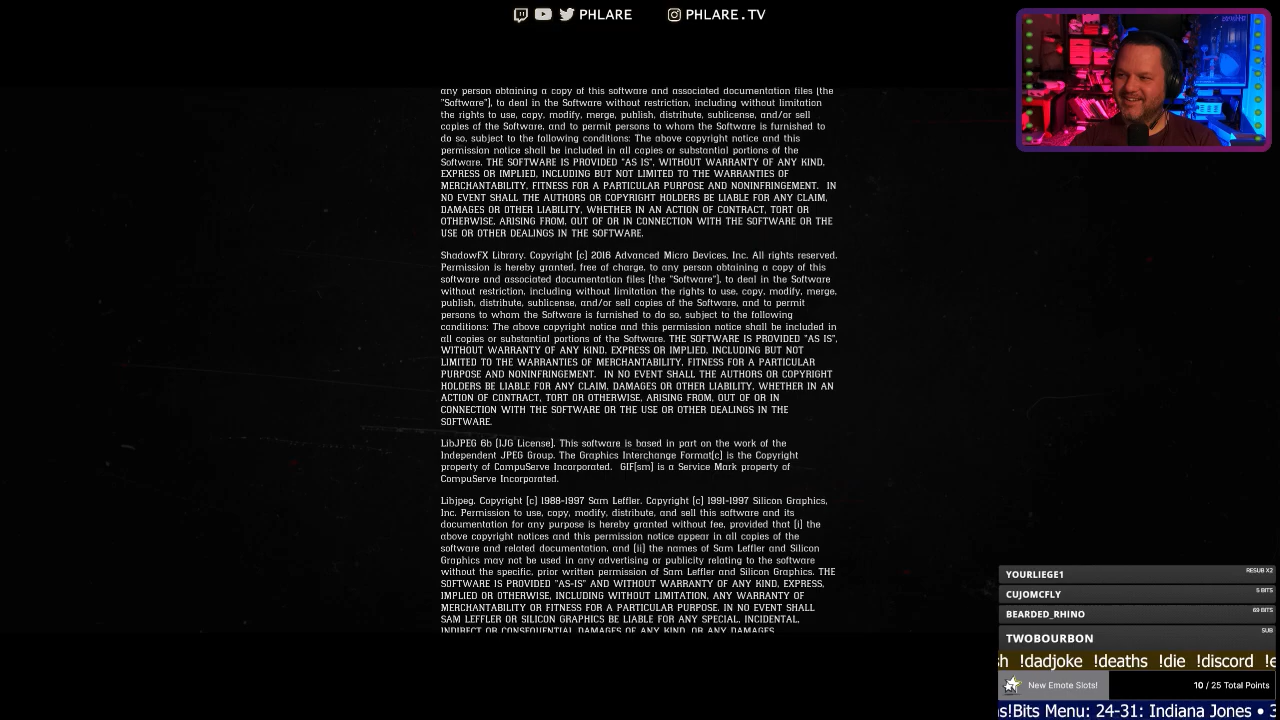 PHLARE PHLARE.TV
any person obtaining a copy of this software and associated documentation files [the
"Software"], to deal in the Software without restriction, including without limitation
the rights to use, copy, modify, merge, publish, distribute, sublicense, and/or sell
copies of the Software, and to permit persons to whom the Software is furnished to
do so, subject to the following conditions: The above copyright notice and this
permission notice shall be included in all copies or substantial portions of the
Software. THE SOFTWARE IS PROVIDED "AS IS", WITHOUT WARRANTY OF ANY KIND,
EXPRESS OR IMPLIED, INCLUDING BUT NOT LIMITED TO THE WARRANTIES OF
MERCHANTABILITY, FITNESS FOR A PARTICULAR PURPOSE AND NONINFRINGEMENT. IN
NO EVENT SHALL THE AUTHORS OR COPYRIGHT HOLDERS BE LIABLE FOR ANY CLAIM,
DAMAGES OR OTHER LIABILITY, WHETHER IN AN ACTION OF CONTRACT, TORT OR
OTHERWISE, ARISING FROM, OUT OF OR IN CONNECTION WITH THE SOFTWARE OR THE
USE OR OTHER DEALINGS IN THE SOFTWARE.
ShadowFX Library. Copyright [c] 2016 Advanced Micro Devices, Inc. All rights reserved.
Permission is hereby granted, free of charge, to any person obtaining a copy of this
software and associated documentation files [the "Software"], to deal in the Software
without restriction, including without limitation the rights to use, copy, modify, merge,
publish, distribute, sublicense, and/or sell copies of the Software, and to permit
persons to whom the Software is furnished to do so, subject to the following
conditions: The above copyright notice and this permission notice shall be included in
all copies or substantial portions of the Software. THE SOFTWARE IS PROVIDED "AS IS",
WITHOUT WARRANTY OF ANY KIND, EXPRESS OR IMPLIED, INCLUDING BUT NOT
LIMITED TO THE WARRANTIES OF MERCHANTABILITY, FITNESS FOR A PARTICULAR
PURPOSE AND NONINFRINGEMENT. IN NO EVENT SHALL THE AUTHORS OR COPYRIGHT
HOLDERS BE LIABLE FOR ANY CLAIM, DAMAGES OR OTHER LIABILITY, WHETHER IN AN
ACTION OF CONTRACT, TORT OR OTHERWISE, ARISING FROM, OUT OF OR IN
CONNECTION WITH THE SOFTWARE OR THE USE OR OTHER DEALINGS IN THE
SOFTWARE.
LibJPEG 6b [IJG License]. This software is based in part on the work of the
Independent JPEG Group. The Graphics Interchange Format[c] is the Copyright
property of CompuServe Incorporated. GIF[sm] is a Service Mark property of
CompuServe Incorporated.
Libjpeg. Copyright [c] 1988-1997 Sam Leffler. Copyright [c] 1991-1997 Silicon Graphics,
Inc. Permission to use, copy, modify, distribute, and sell this software and its
documentation for any purpose is hereby granted without fee, provided that [i] the
above copyright notices and this permission notice appear in all copies of the
software and related documentation, and [ii] the names of Sam Leffler and Silicon
Graphics may not be used in any advertising or publicity relating to the software
without the specific, prior written permission of Sam Leffler and Silicon Graphics. THE
SOFTWARE IS PROVIDED "AS-IS" AND WITHOUT WARRANTY OF ANY KIND, EXPRESS,
IMPLIED OR OTHERWISE, INCLUDING WITHOUT LIMITATION, ANY WARRANTY OF
MERCHANTABILITY OR FITNESS FOR A PARTICULAR PURPOSE. IN NO EVENT SHALL
SAM LEFFLER OR SILICON GRAPHICS BE LIABLE FOR ANY SPECIAL, INCIDENTAL,
INDIRECT OR CONSEQUENTIAL DAMAGES OF ANY KIND, OR ANY DAMAGES
YOURLIEGE1 RESUB X2
CUJOMCFLY 5 BITS
BEARDED_RHINO 69 BITS
TWOBOURBON SUB
h !dadjoke !deaths !die !discord !e
New Emote Slots! 10 / 25 Total Points
s!Bits Menu: 24-31: Indiana Jones • 3